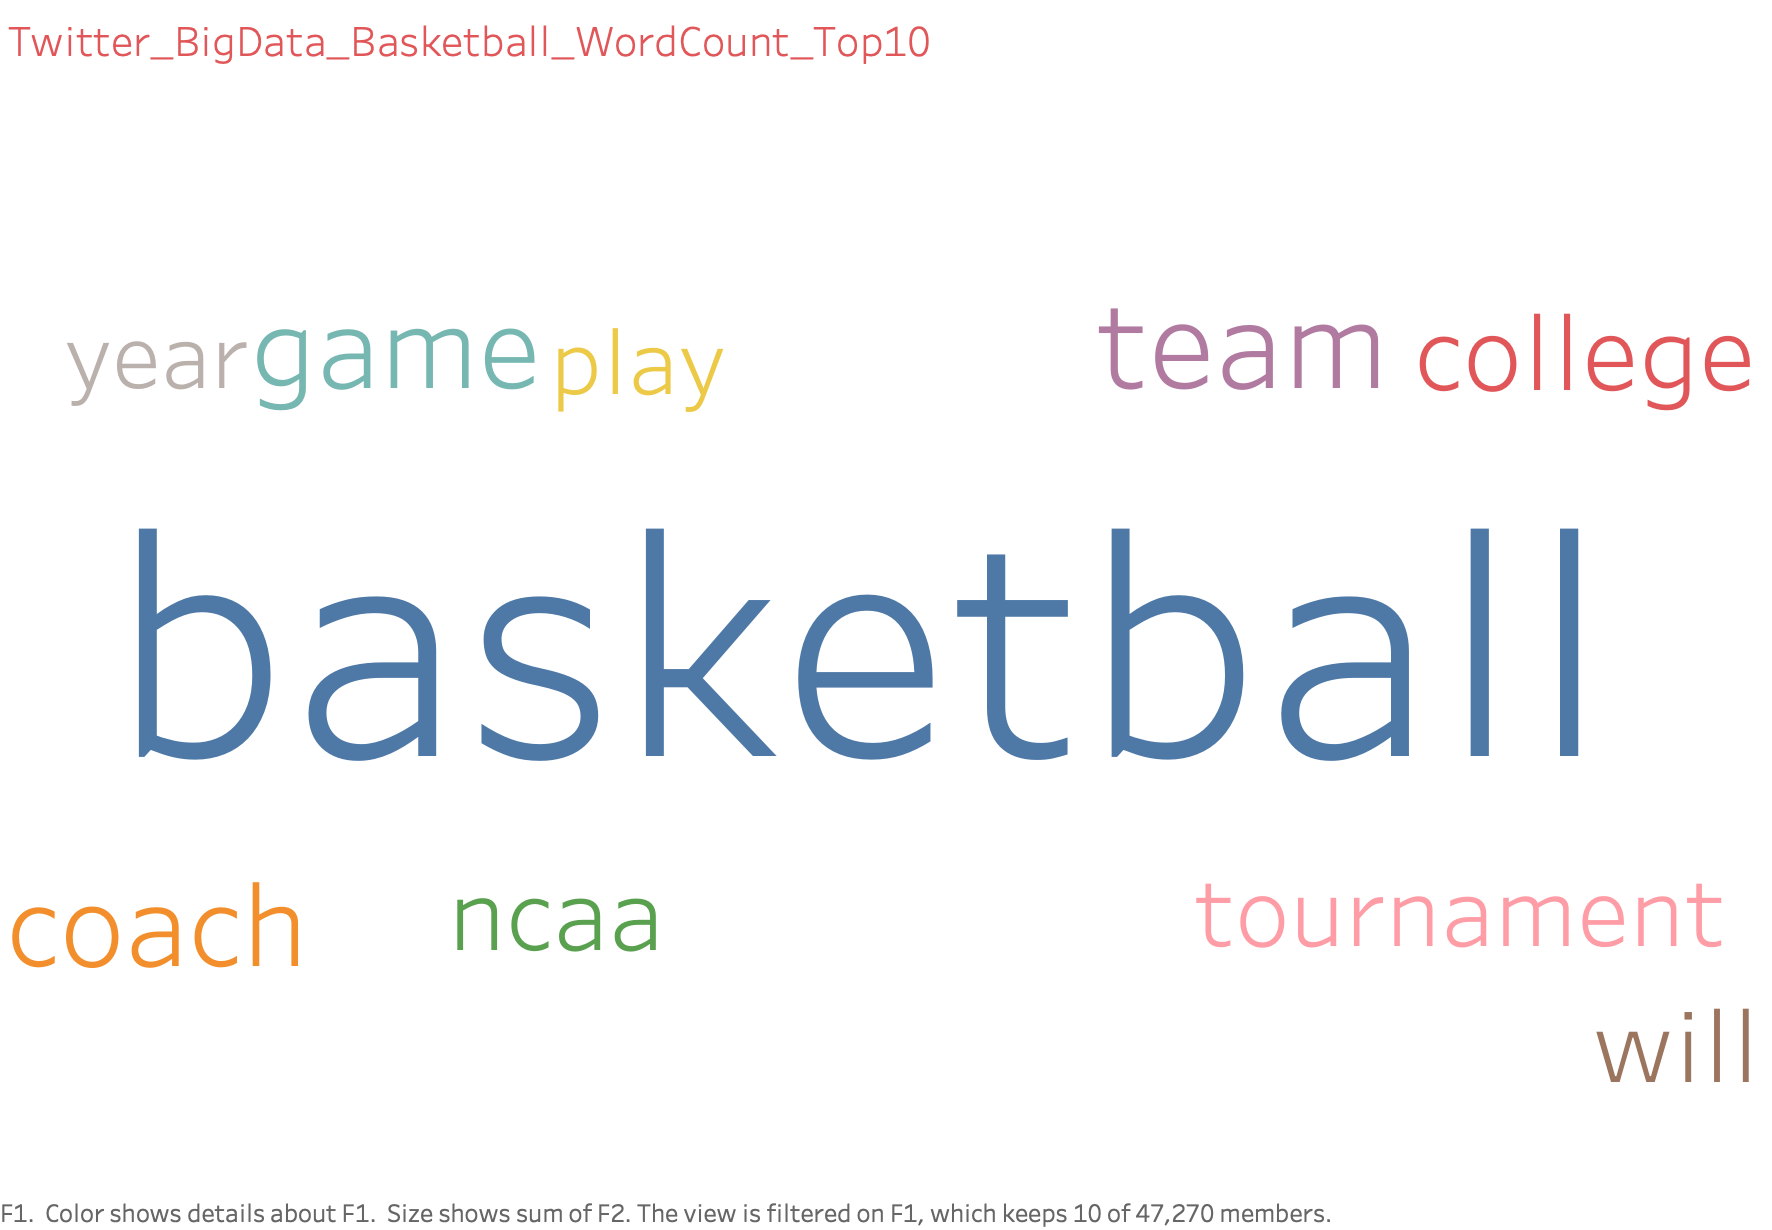 Twitter_BigData_Basketball_WordCount_Top10
year game play team college
basketball
coach ncaa tournament
will
F1. Color shows details about F1. Size shows sum of F2. The view is filtered on F1, which keeps 10 of 47,270 members.